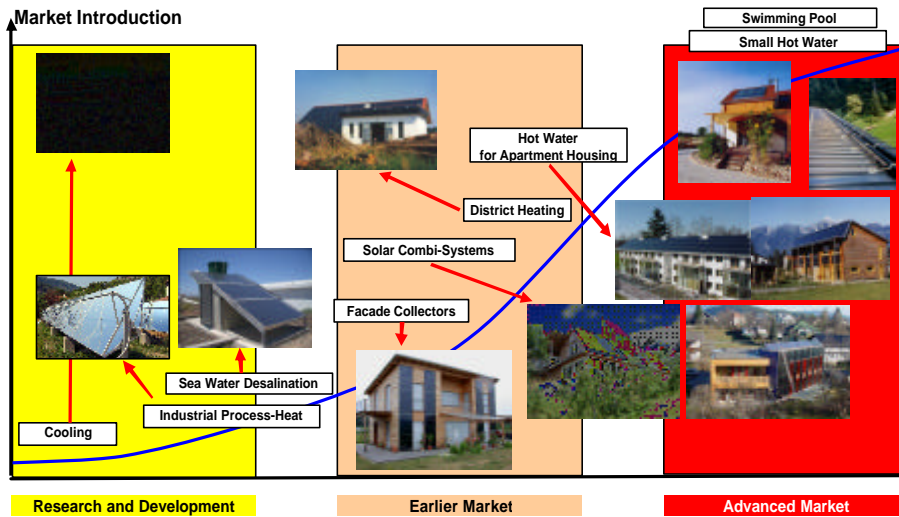 Market Introduction
Swimming Pool
Small Hot Water
Hot Water
for Apartment Housing
District Heating
Solar Combi-Systems
Facade Collectors
Sea Water Desalination
Industrial Process-Heat
Cooling
Research and Development
Earlier Market
Advanced Market